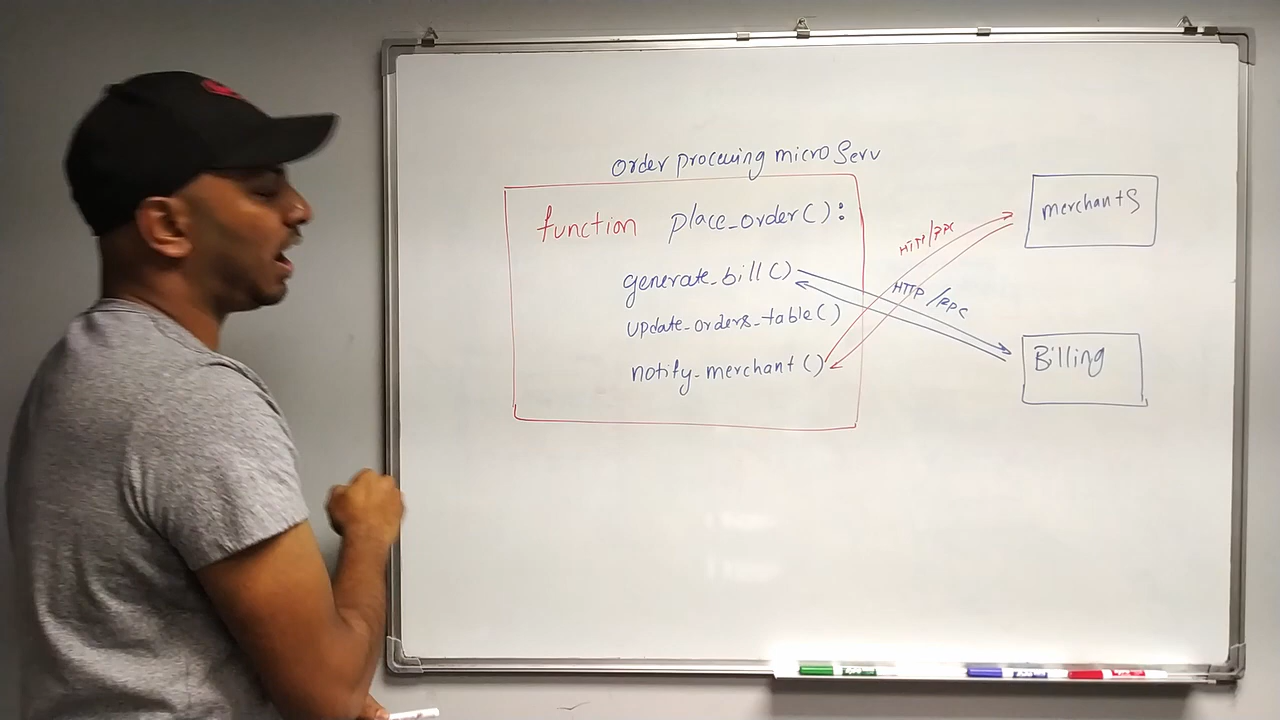 order processing micro Serv
function place_order():
generate_bill()
update_orders_table()
notify_merchant()
HTTP/RPC
HTTP/RPC
merchants
Billing